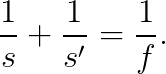 1/s + 1/s′ = 1/f.